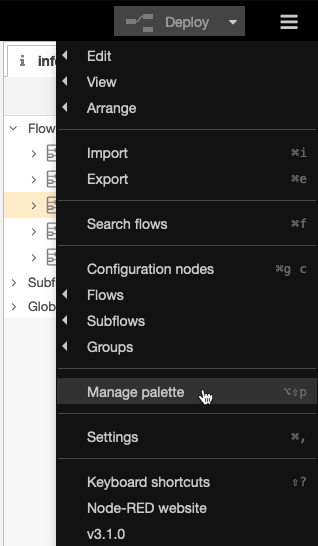 Deploy
i info
Edit
View
Arrange
Import ⌘i
Export ⌘e
Search flows ⌘f
Configuration nodes ⌘g c
Flows
Subflows
Groups
Manage palette ⌥⇧p
Settings ⌘,
Keyboard shortcuts ⇧?
Node-RED website
v3.1.0
Flow
Subf
Glob